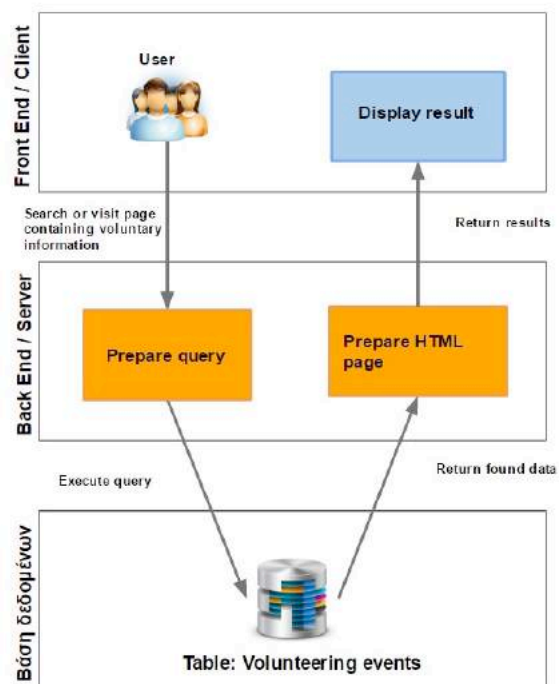 Front End / Client
User
Display result
Search or visit page
containing voluntary
information
Return results
Back End / Server
Prepare query
Prepare HTML
page
Execute query
Return found data
Βάση δεδομένων
Table: Volunteering events